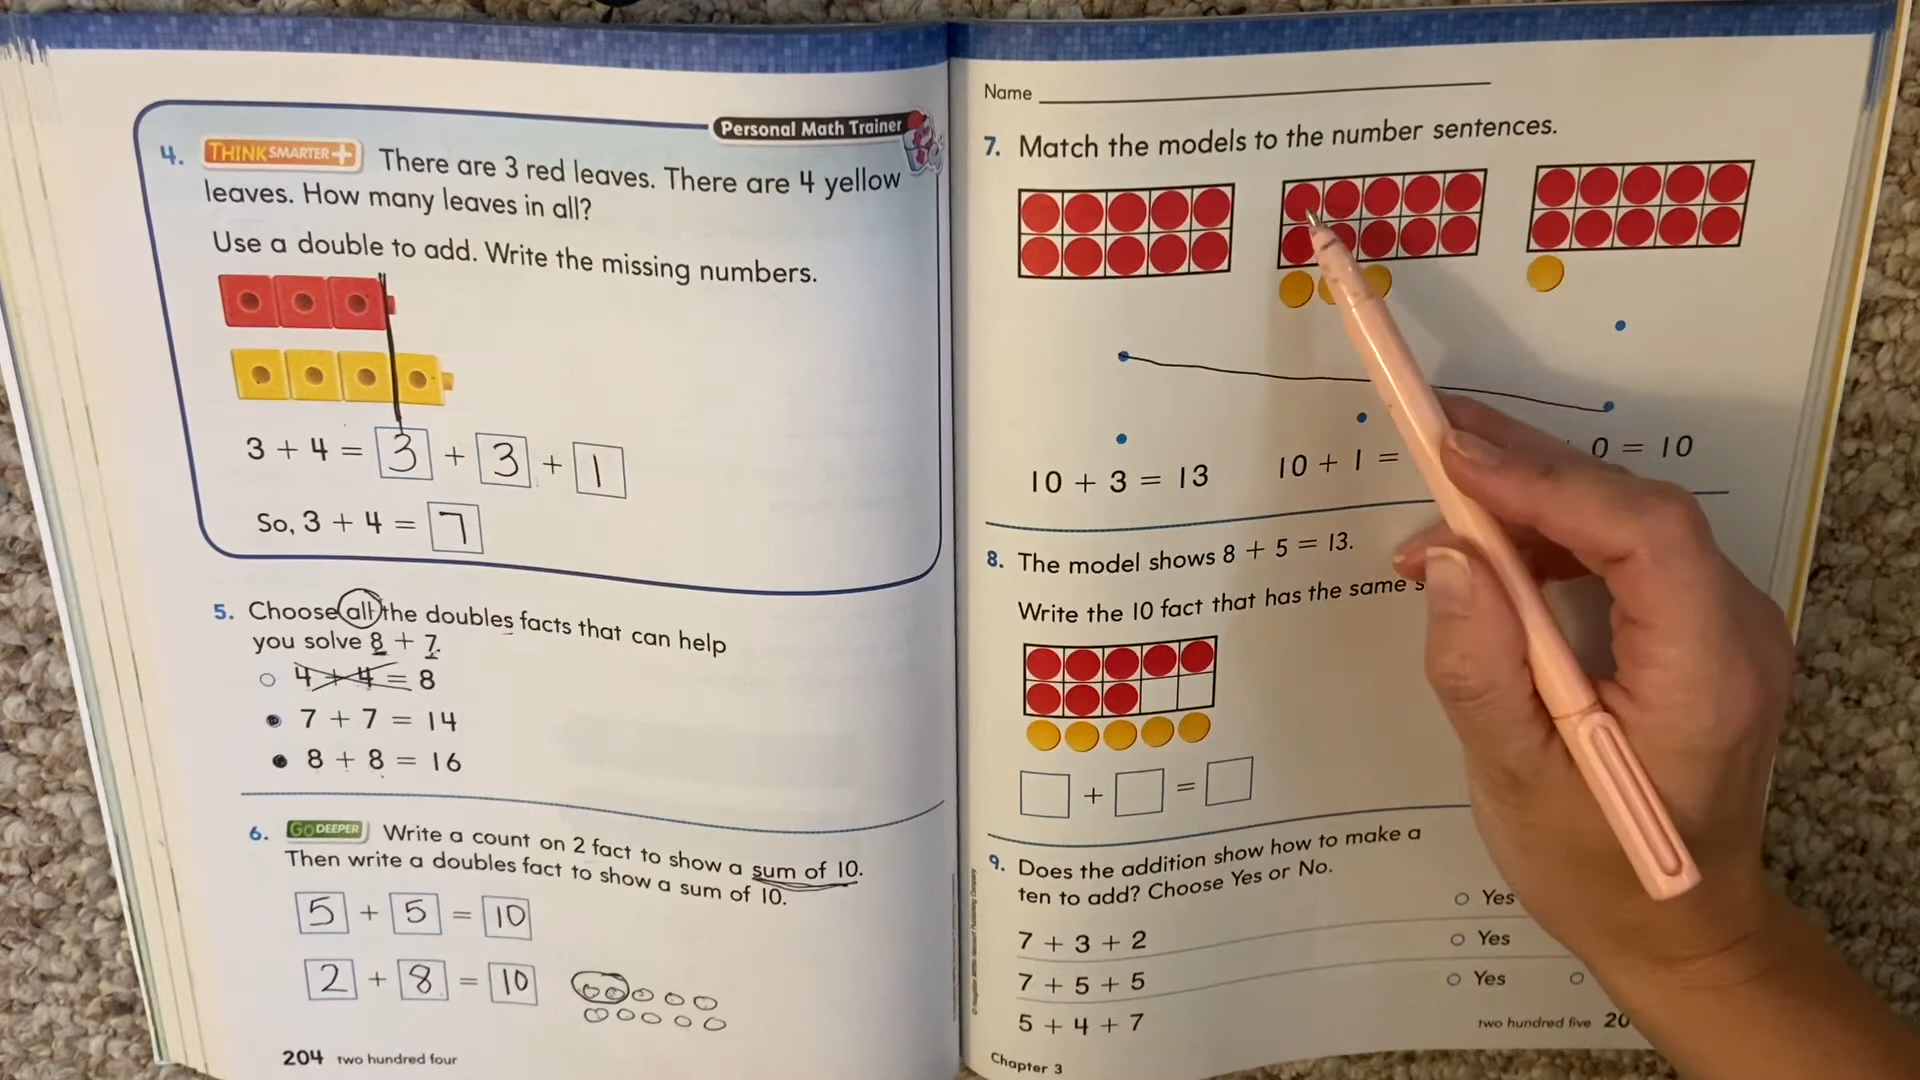 Personal Math Trainer
4. THINK SMARTER + There are 3 red leaves. There are 4 yellow
leaves. How many leaves in all?
Use a double to add. Write the missing numbers.
3 + 4 = 3 + 3 + 1
So, 3 + 4 = 7
5. Choose all the doubles facts that can help
you solve 8 + 7.
4 + 4 = 8
7 + 7 = 14
8 + 8 = 16
6. GO DEEPER Write a count on 2 fact to show a sum of 10.
Then write a doubles fact to show a sum of 10.
5 + 5 = 10
2 + 8 = 10
204 two hundred four
Name
7. Match the models to the number sentences.
10 + 3 = 13
10 + 1 =
0 = 10
8. The model shows 8 + 5 = 13.
Write the 10 fact that has the same
+ =
9. Does the addition show how to make a
ten to add? Choose Yes or No.
7 + 3 + 2 Yes
7 + 5 + 5 Yes
5 + 4 + 7 Yes
Chapter 3
two hundred five